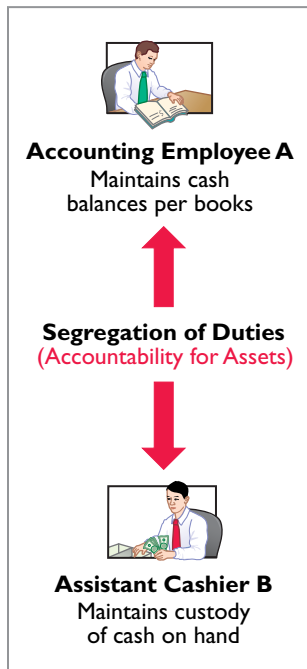 Accounting Employee A
Maintains cash
balances per books
Segregation of Duties
(Accountability for Assets)
Assistant Cashier B
Maintains custody
of cash on hand